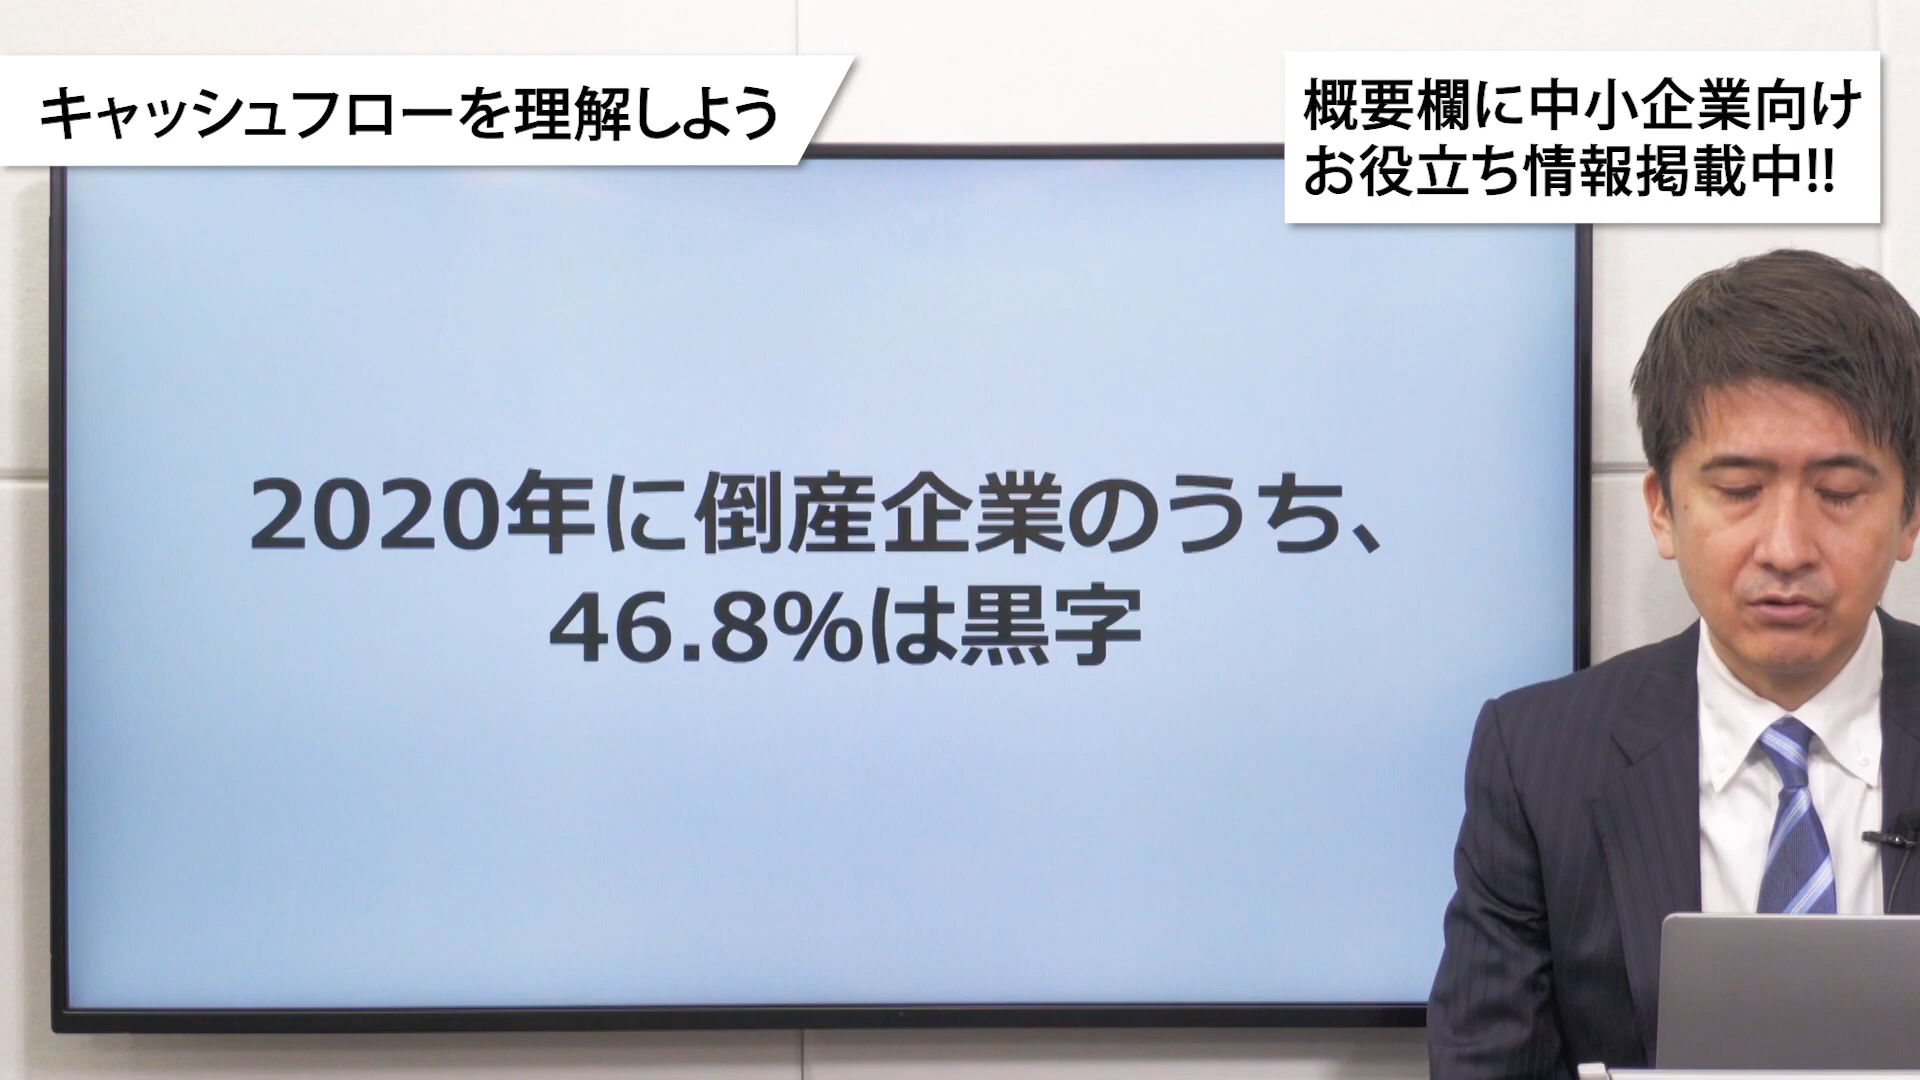 キャッシュフローを理解しよう
概要欄に中小企業向け
お役立ち情報掲載中!!
2020年に倒産企業のうち、
46.8%は黒字